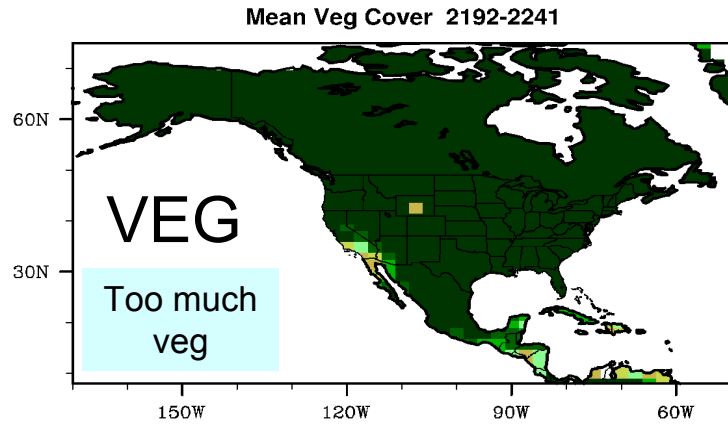 Mean Veg Cover 2192-2241
60N
VEG
30N
Too much
veg
150W 120W 90W 60W